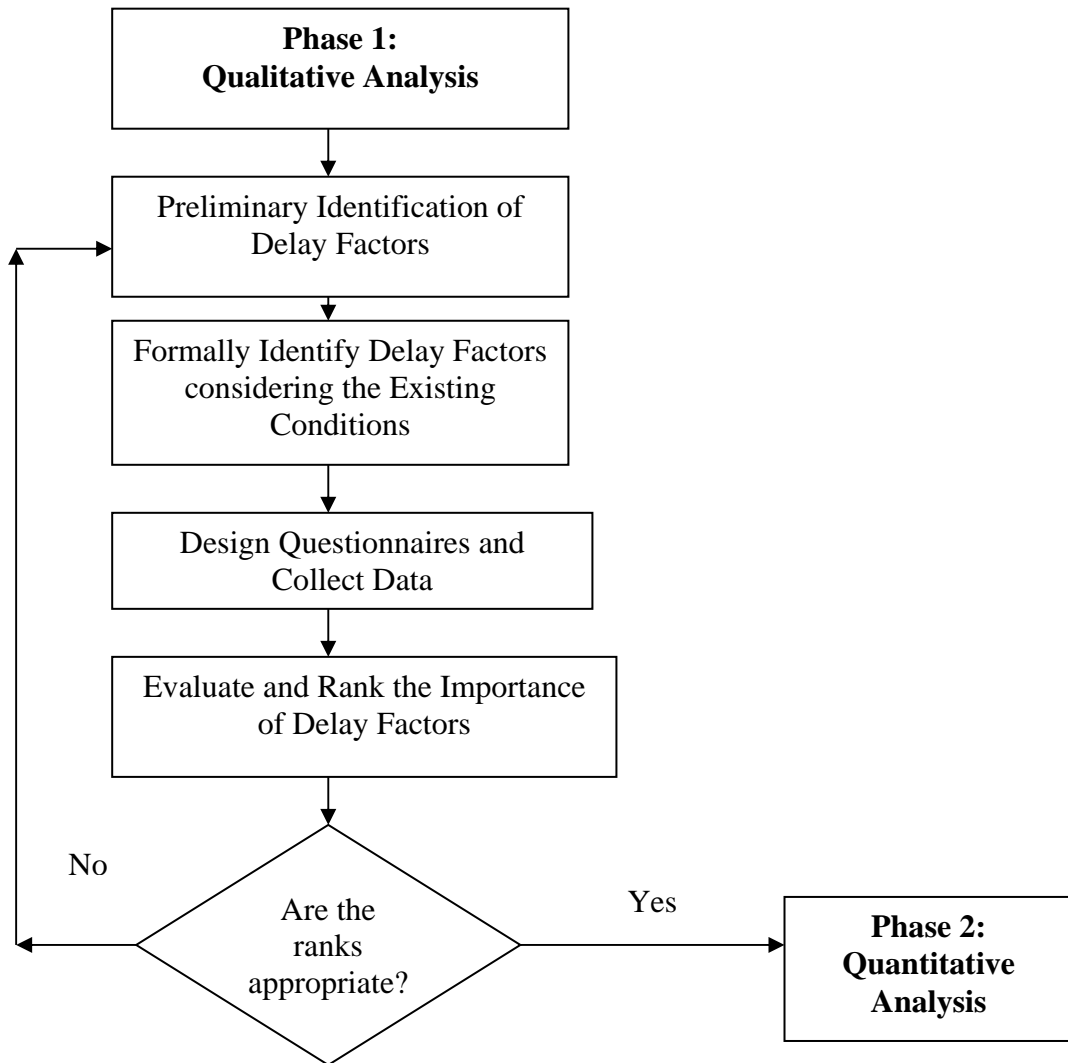 Phase 1:
Qualitative Analysis
Preliminary Identification of
Delay Factors
Formally Identify Delay Factors
considering the Existing
Conditions
Design Questionnaires and
Collect Data
Evaluate and Rank the Importance
of Delay Factors
No
Are the
ranks
appropriate?
Yes
Phase 2:
Quantitative
Analysis